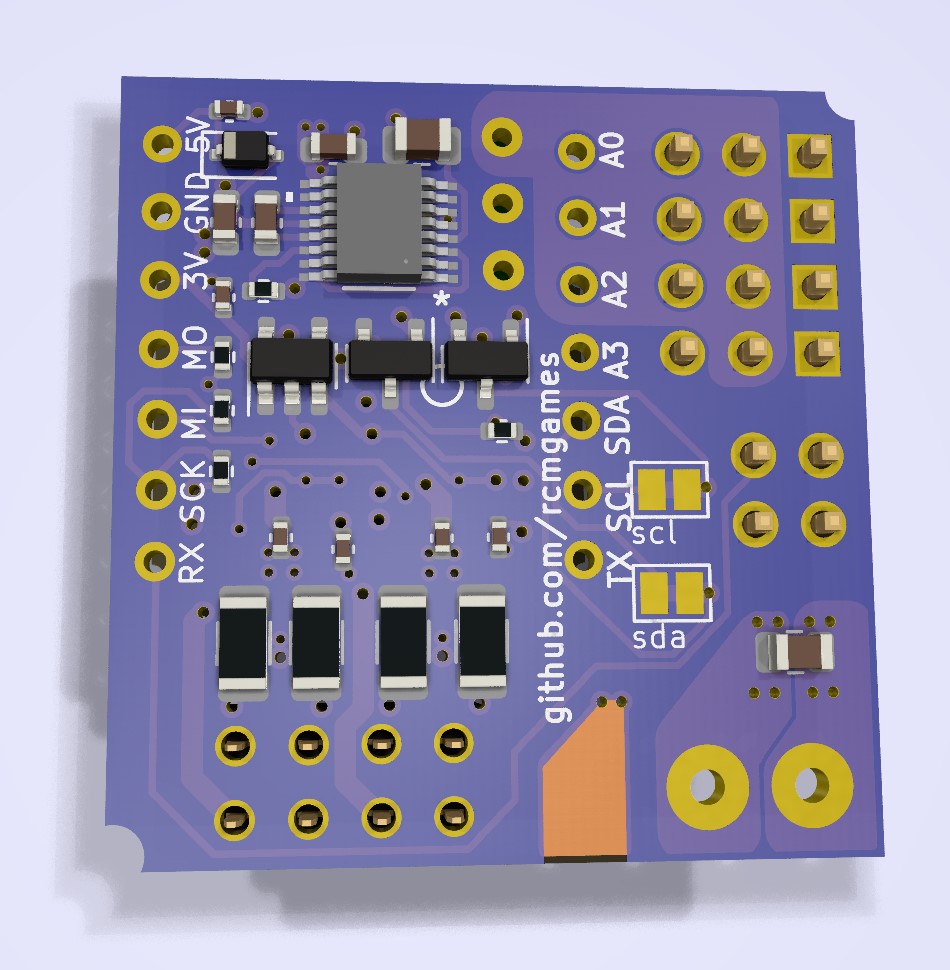 5V
GND
3V
MO
MI
SCK
RX
*
A0
A1
A2
A3
SDA
SCL
TX
scl
sda
github.com/rcmgames